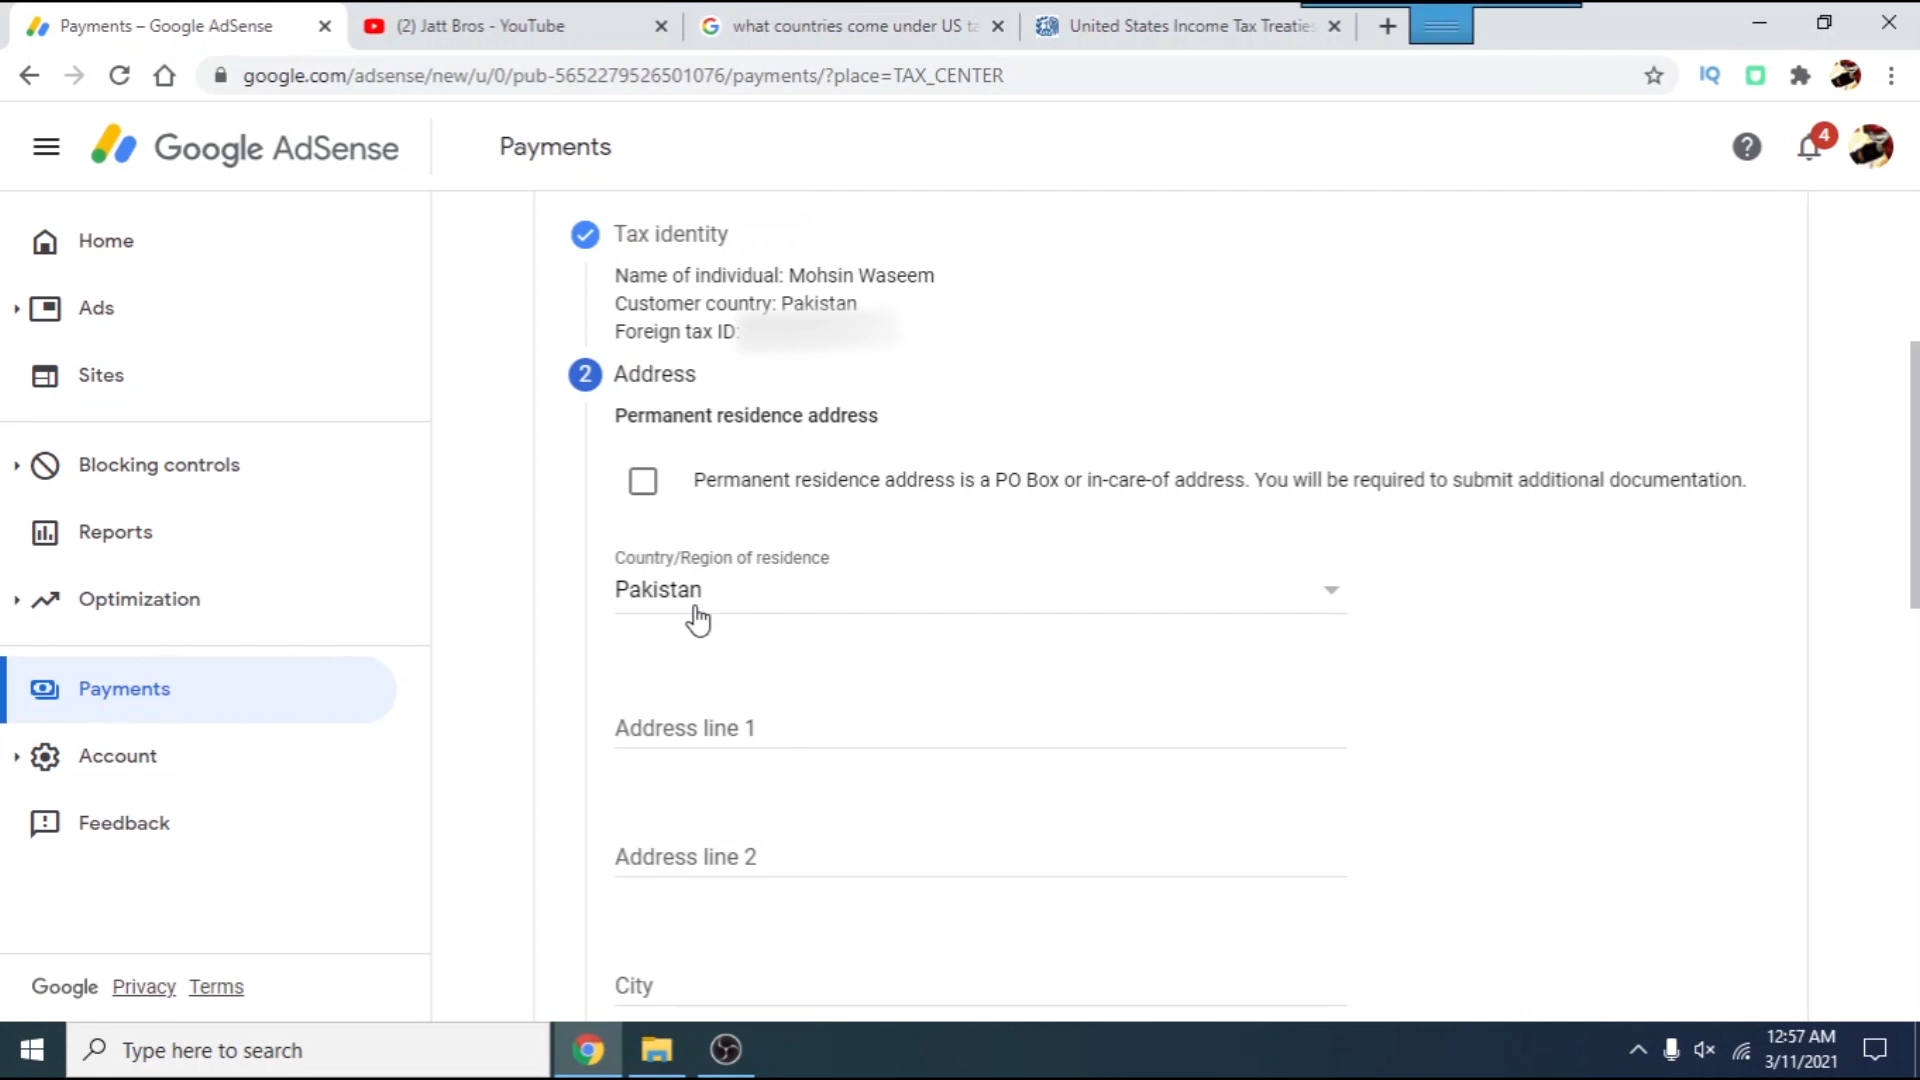 Payments – Google AdSense
(2) Jatt Bros - YouTube
what countries come under US ta
United States Income Tax Treaties
google.com/adsense/new/u/0/pub-5652279526501076/payments/?place=TAX_CENTER
IQ
Google AdSense
Payments
4
Home
Ads
Sites
Blocking controls
Reports
Optimization
Payments
Account
Feedback
Google Privacy Terms
Tax identity
Name of individual: Mohsin Waseem
Customer country: Pakistan
Foreign tax ID:
2 Address
Permanent residence address
Permanent residence address is a PO Box or in-care-of address. You will be required to submit additional documentation.
Country/Region of residence
Pakistan
Address line 1
Address line 2
City
Type here to search
12:57 AM
3/11/2021